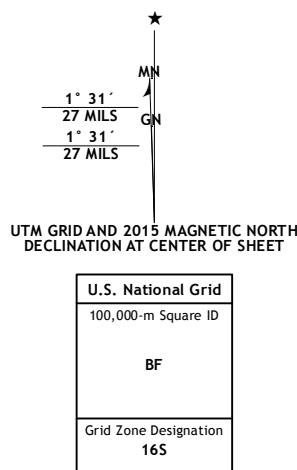 MN
1° 31´
27 MILS
GN
1° 31´
27 MILS
UTM GRID AND 2015 MAGNETIC NORTH
DECLINATION AT CENTER OF SHEET
U.S. National Grid
100,000-m Square ID
BF
Grid Zone Designation
16S